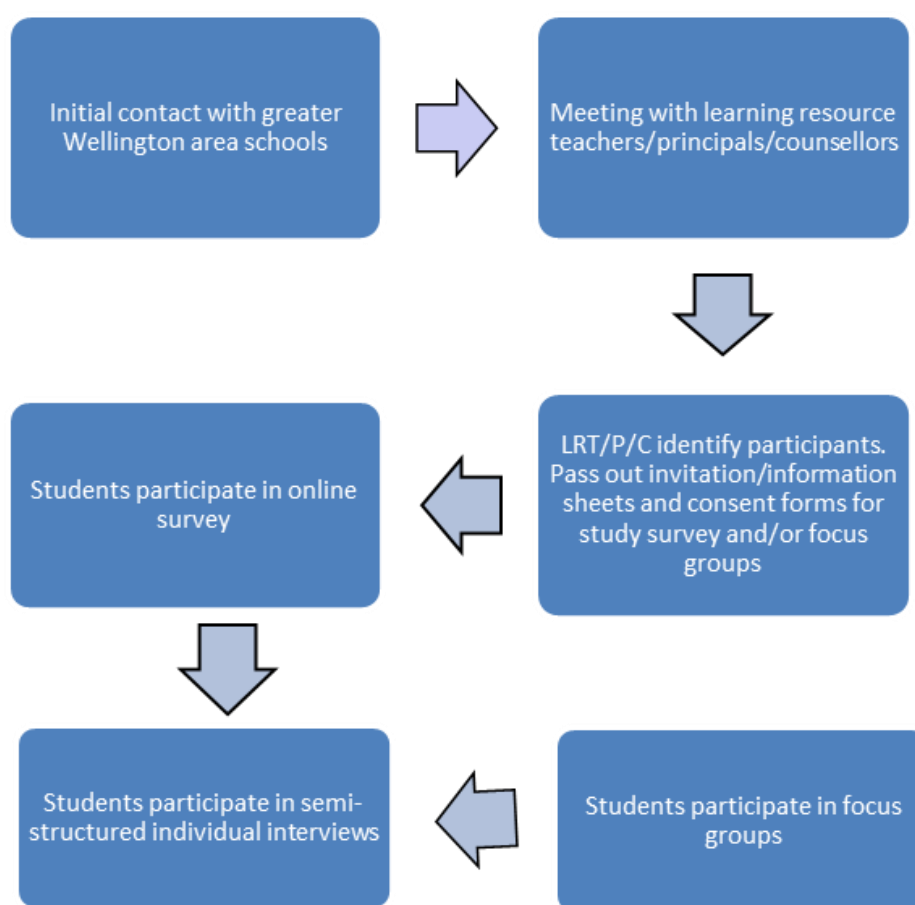 Initial contact with greater
Wellington area schools
Meeting with learning resource
teachers/principals/counsellors
LRT/P/C identify participants.
Pass out invitation/information
sheets and consent forms for
study survey and/or focus
groups
Students participate in online
survey
Students participate in semi-
structured individual interviews
Students participate in focus
groups